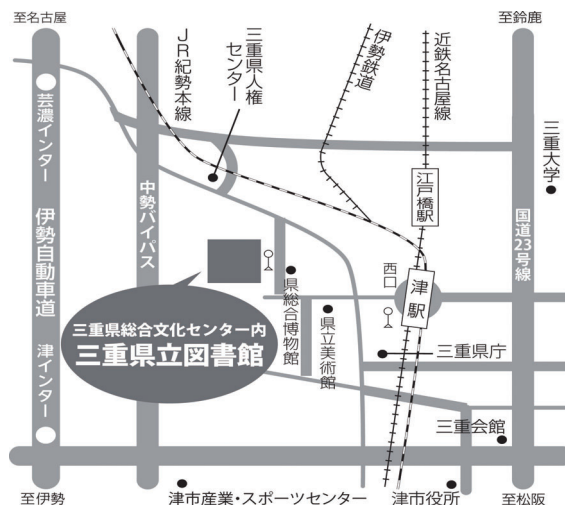 至名古屋
至鈴鹿
JR紀勢本線
三重県人権
センター
伊勢鉄道
近鉄名古屋線
芸濃インター
伊勢自動車道
津インター
中勢バイパス
江戸橋駅
三重大学
国道23号線
西口
津駅
県総合博物館
県立美術館
三重県総合文化センター内
三重県立図書館
三重県庁
三重会館
至伊勢
津市産業・スポーツセンター
津市役所
至松阪